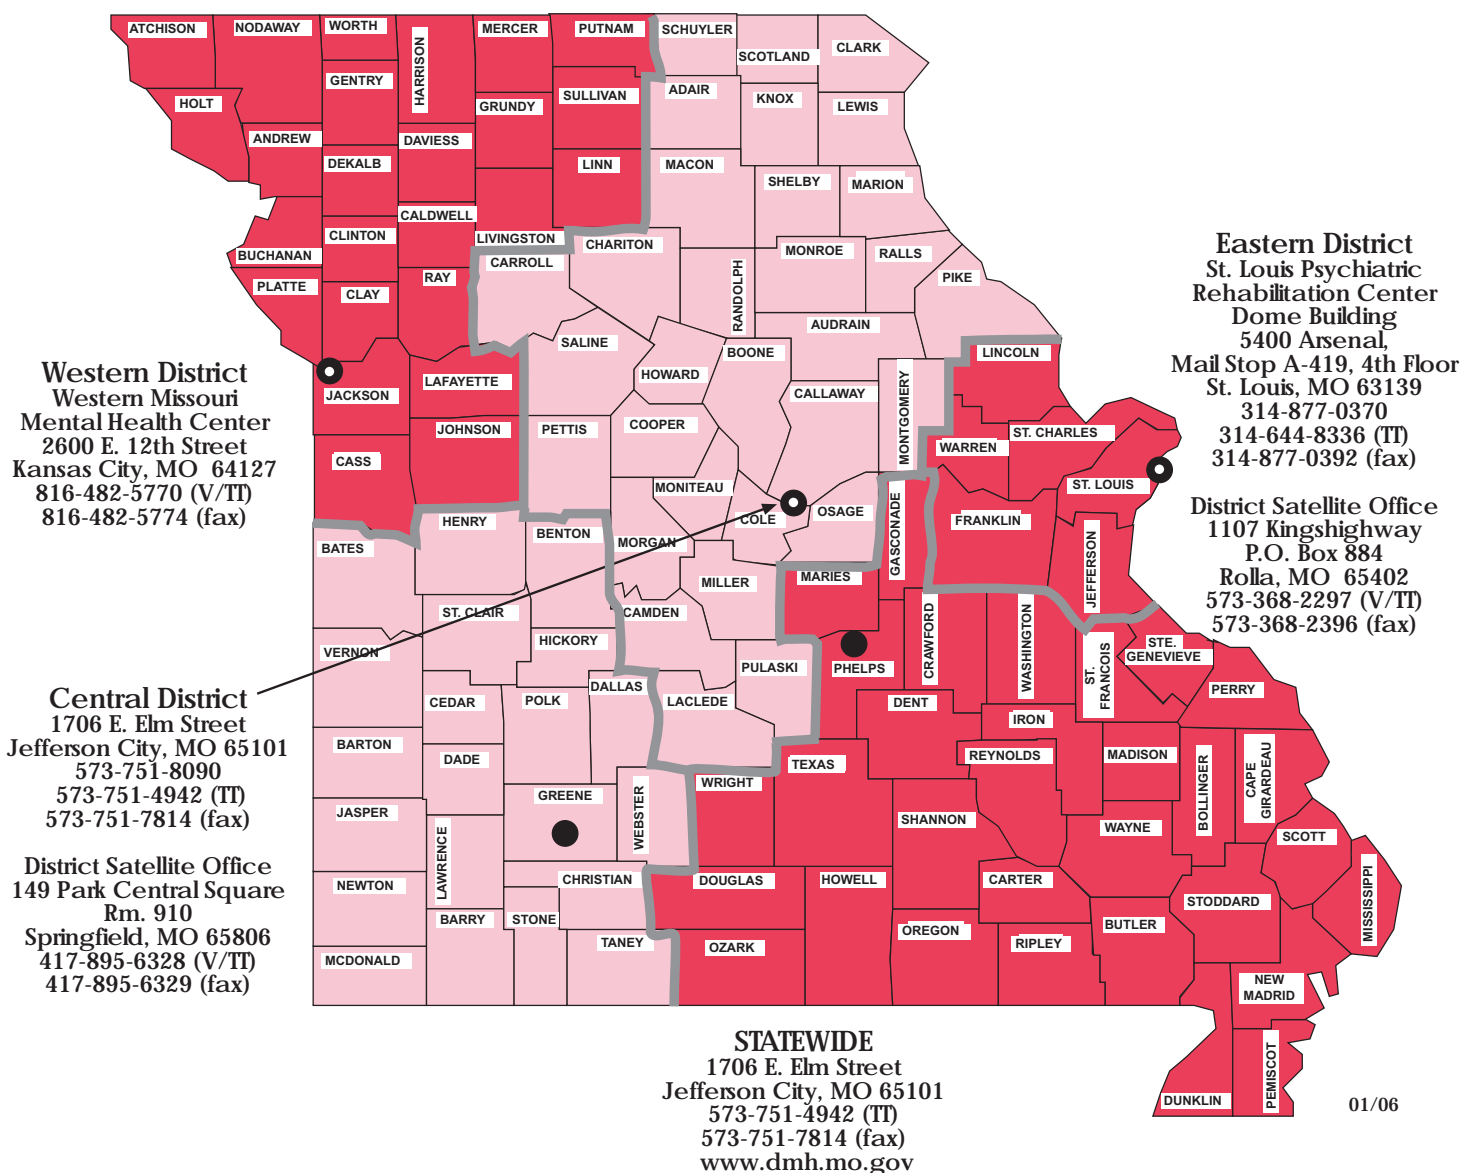 ATCHISON
NODAWAY
WORTH
HARRISON
MERCER
PUTNAM
SCHUYLER
SCOTLAND
CLARK
GENTRY
HOLT
GRUNDY
SULLIVAN
ADAIR
KNOX
LEWIS
ANDREW
DAVIESS
DEKALB
LINN
MACON
SHELBY
MARION
CALDWELL
CLINTON
LIVINGSTON
CHARITON
BUCHANAN
CARROLL
MONROE
RALLS
PLATTE
CLAY
RAY
RANDOLPH
PIKE
AUDRAIN
SALINE
BOONE
LINCOLN
JACKSON
LAFAYETTE
HOWARD
CALLAWAY
MONTGOMERY
JOHNSON
PETTIS
COOPER
ST. CHARLES
WARREN
CASS
MONITEAU
ST. LOUIS
COLE
OSAGE
FRANKLIN
HENRY
BENTON
MORGAN
GASCONADE
BATES
MILLER
MARIES
JEFFERSON
ST. CLAIR
CAMDEN
CRAWFORD
WASHINGTON
HICKORY
VERNON
PULASKI
PHELPS
ST.
FRANCOIS
STE.
GENEVIEVE
CEDAR
POLK
DALLAS
LACLEDE
DENT
PERRY
IRON
BARTON
DADE
TEXAS
REYNOLDS
MADISON
BOLLINGER
CAPE
GIRARDEAU
WRIGHT
GREENE
WEBSTER
JASPER
SHANNON
WAYNE
SCOTT
LAWRENCE
NEWTON
CHRISTIAN
DOUGLAS
HOWELL
CARTER
MISSISSIPPI
STODDARD
BARRY
STONE
BUTLER
OREGON
RIPLEY
TANEY
OZARK
MCDONALD
NEW
MADRID
PEMISCOT
DUNKLIN
Western District
Western Missouri
Mental Health Center
2600 E. 12th Street
Kansas City, MO 64127
816-482-5770 (V/TT)
816-482-5774 (fax)
Central District
1706 E. Elm Street
Jefferson City, MO 65101
573-751-8090
573-751-4942 (TT)
573-751-7814 (fax)
District Satellite Office
149 Park Central Square
Rm. 910
Springfield, MO 65806
417-895-6328 (V/TT)
417-895-6329 (fax)
Eastern District
St. Louis Psychiatric
Rehabilitation Center
Dome Building
5400 Arsenal,
Mail Stop A-419, 4th Floor
St. Louis, MO 63139
314-877-0370
314-644-8336 (TT)
314-877-0392 (fax)
District Satellite Office
1107 Kingshighway
P.O. Box 884
Rolla, MO 65402
573-368-2297 (V/TT)
573-368-2396 (fax)
STATEWIDE
1706 E. Elm Street
Jefferson City, MO 65101
573-751-4942 (TT)
573-751-7814 (fax)
www.dmh.mo.gov
01/06